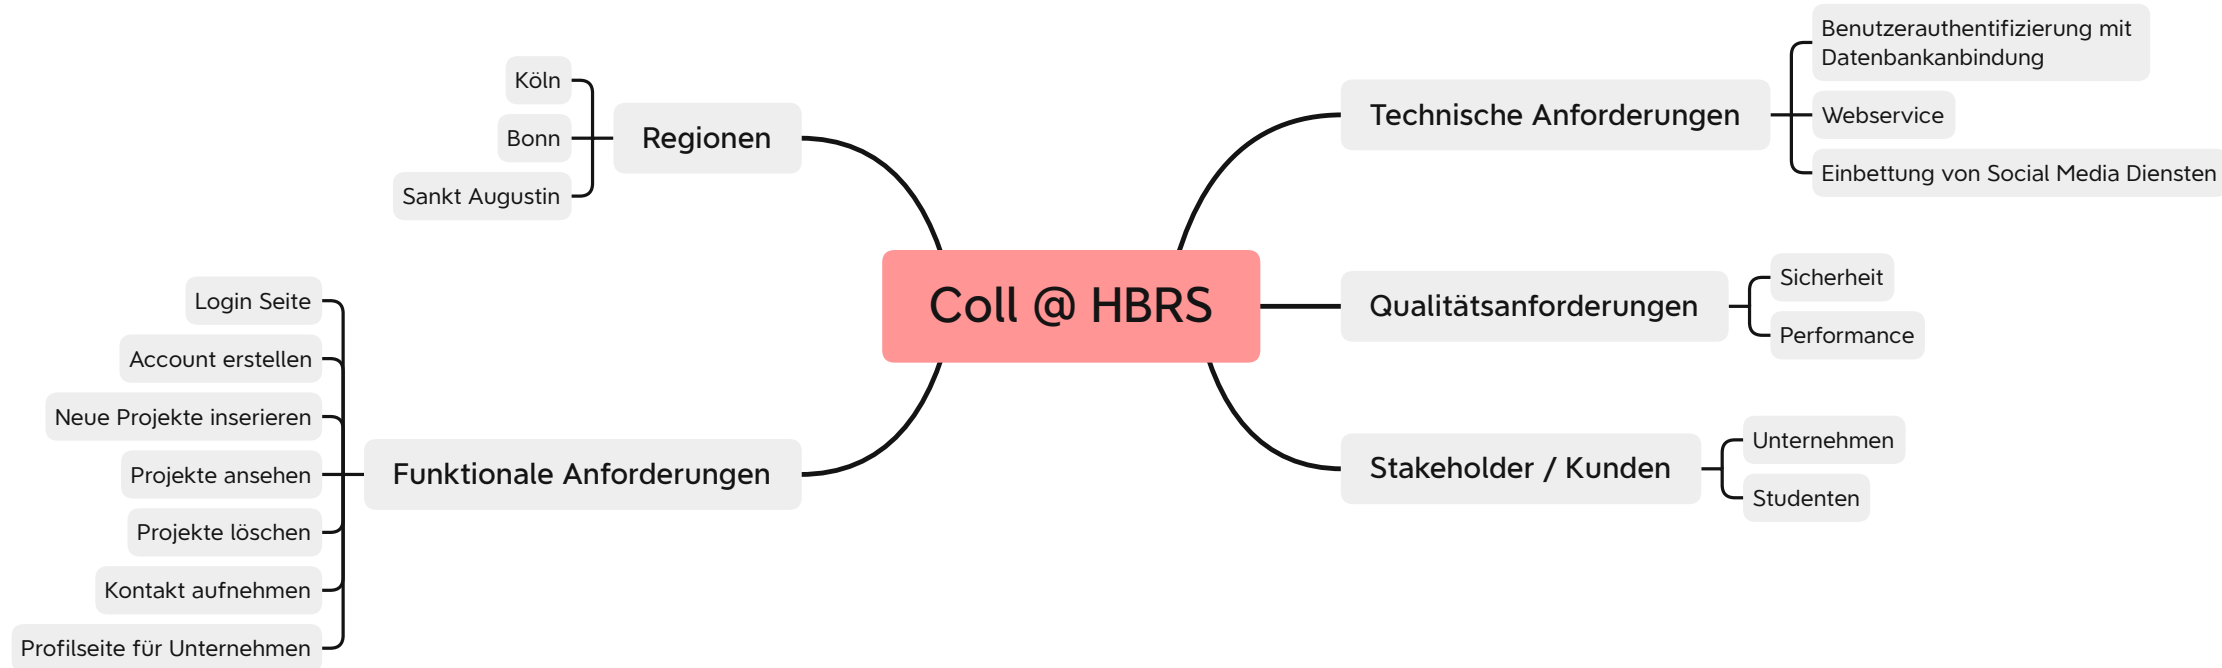 Coll @ HBRS
Technische Anforderungen
Benutzerauthentifizierung mit
Datenbankanbindung
Webservice
Einbettung von Social Media Diensten
Qualitätsanforderungen
Sicherheit
Performance
Stakeholder / Kunden
Unternehmen
Studenten
Regionen
Köln
Bonn
Sankt Augustin
Funktionale Anforderungen
Login Seite
Account erstellen
Neue Projekte inserieren
Projekte ansehen
Projekte löschen
Kontakt aufnehmen
Profilseite für Unternehmen